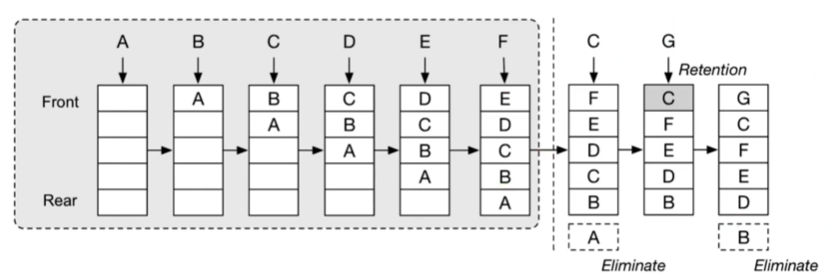 A B C D E F C G
Retention
Front A B C D E F C G
A B C D E F C
A B C D E F
A B C D E
Rear A B B D
A B
Eliminate Eliminate